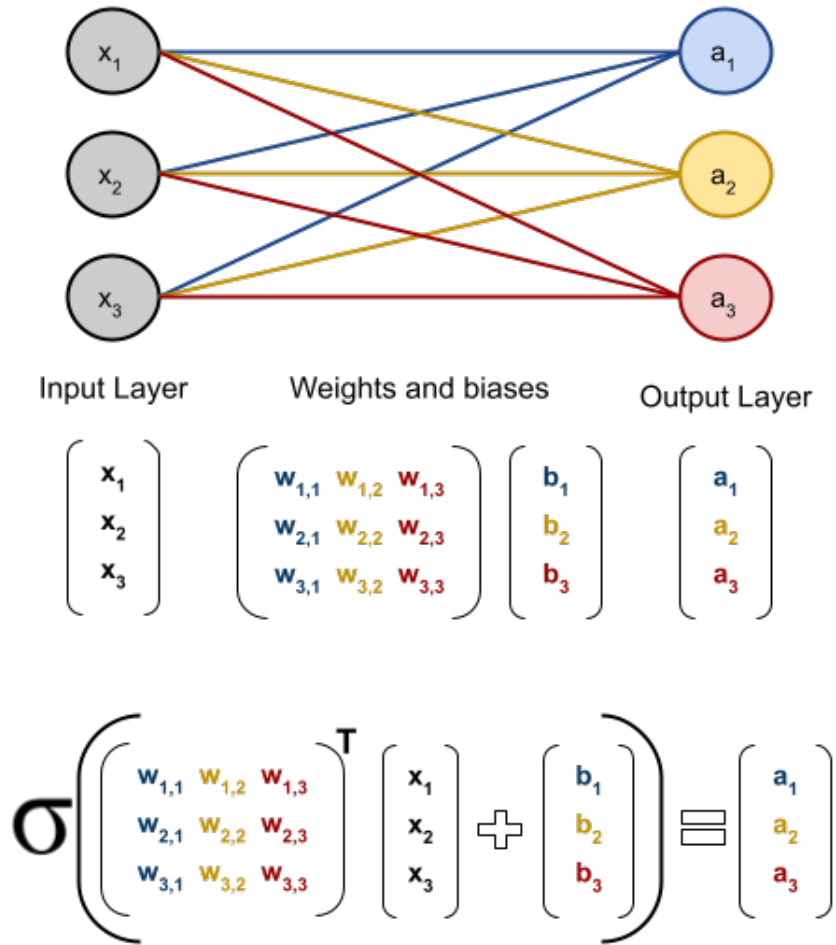 x₁ a₁
x₂ a₂
x₃ a₃
Input Layer Weights and biases Output Layer
x₁ w₁,₁ w₁,₂ w₁,₃ b₁ a₁
x₂ w₂,₁ w₂,₂ w₂,₃ b₂ a₂
x₃ w₃,₁ w₃,₂ w₃,₃ b₃ a₃
T
w₁,₁ w₁,₂ w₁,₃ x₁ b₁ a₁
σ w₂,₁ w₂,₂ w₂,₃ x₂ + b₂ = a₂
w₃,₁ w₃,₂ w₃,₃ x₃ b₃ a₃